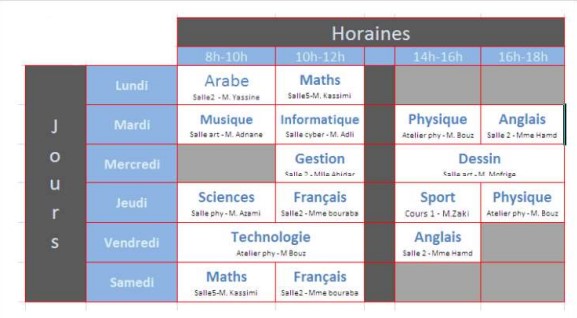 Horaines
8h-10h 10h-12h 14h-16h 16h-18h
Jours
Lundi Arabe Maths
Salle2 - M. Yassine Salle5-M. Kassimi
Mardi Musique Informatique Physique Anglais
Salle art - M. Adnane Salle cyber - M. Adli Atelier phy - M. Bouz Salle 2 - Mme Hamd
Mercredi Gestion Dessin
Salle 2 - Mlle Abidar Salle art - M. Mofrige
Jeudi Sciences Français Sport Physique
Salle phy - M. Azami Salle2 - Mme bouraba Cours 1 - M.Zaki Atelier phy - M. Bouz
Vendredi Technologie Anglais
Atelier phy - M Bouz Salle 2 - Mme Hamd
Samedi Maths Français
Salle5-M. Kassimi Salle2 - Mme bouraba